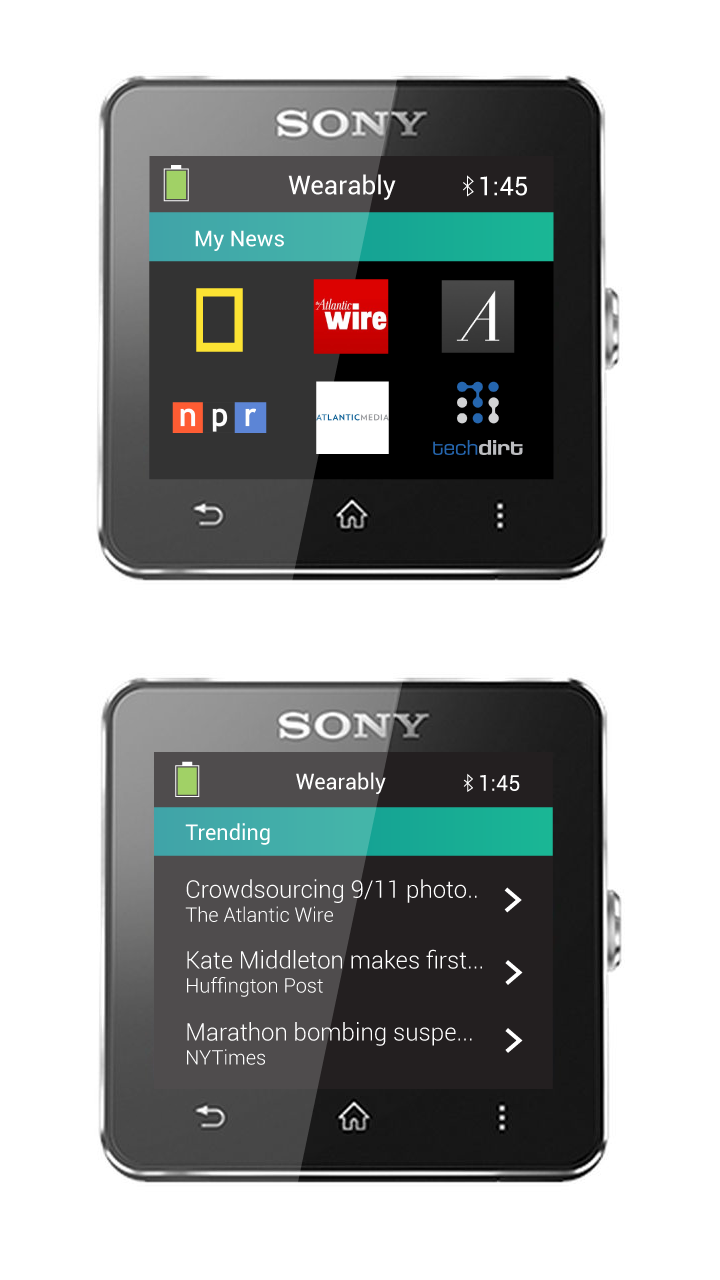 SONY
Wearably 1:45
My News
the Atlantic
wire
A
npr
ATLANTICMEDIA
techdirt
SONY
Wearably 1:45
Trending
Crowdsourcing 9/11 photo..
The Atlantic Wire
Kate Middleton makes first...
Huffington Post
Marathon bombing suspe...
NYTimes